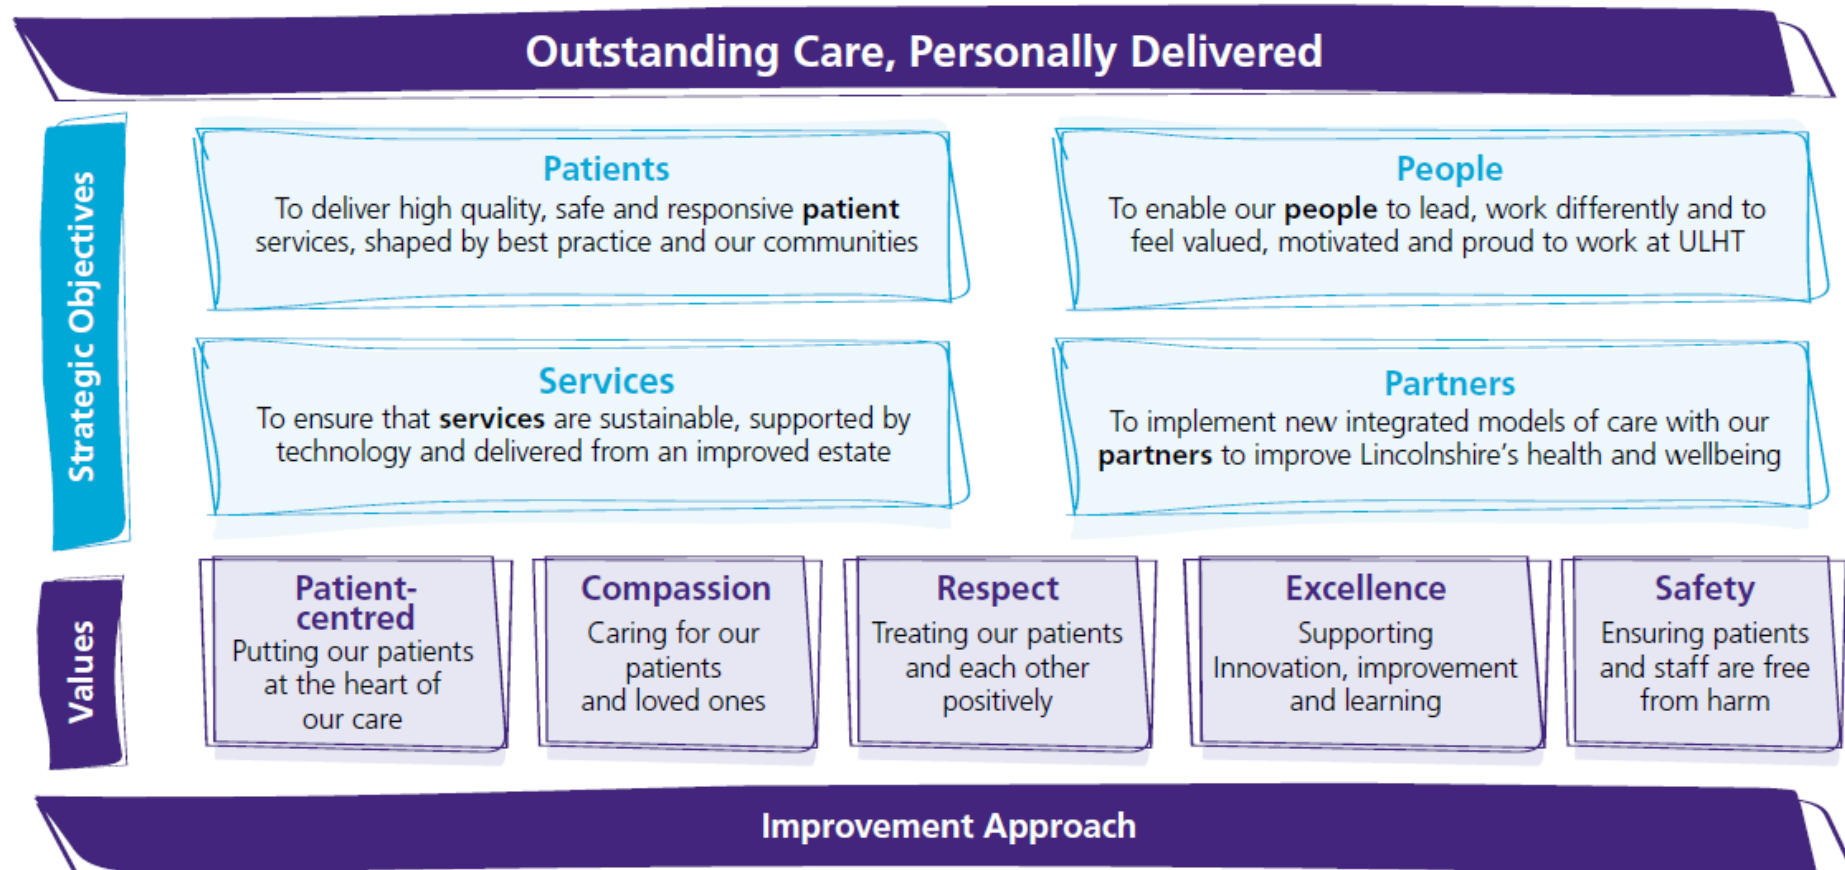 Outstanding Care, Personally Delivered
Strategic Objectives
Patients
To deliver high quality, safe and responsive patient
services, shaped by best practice and our communities
People
To enable our people to lead, work differently and to
feel valued, motivated and proud to work at ULHT
Services
To ensure that services are sustainable, supported by
technology and delivered from an improved estate
Partners
To implement new integrated models of care with our
partners to improve Lincolnshire’s health and wellbeing
Values
Patient-
centred
Putting our patients
at the heart of
our care
Compassion
Caring for our
patients
and loved ones
Respect
Treating our patients
and each other
positively
Excellence
Supporting
Innovation, improvement
and learning
Safety
Ensuring patients
and staff are free
from harm
Improvement Approach